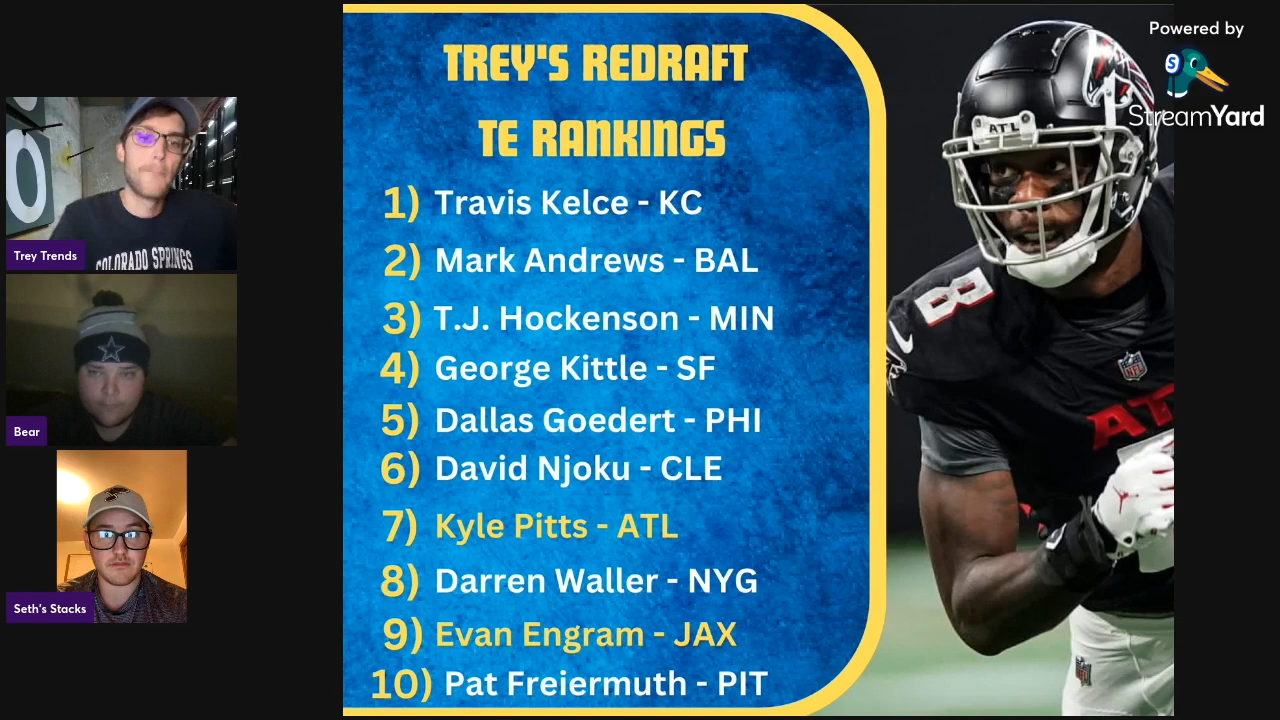 Powered by
StreamYard
TREY'S REDRAFT
TE RANKINGS
1) Travis Kelce - KC
2) Mark Andrews - BAL
3) T.J. Hockenson - MIN
4) George Kittle - SF
5) Dallas Goedert - PHI
6) David Njoku - CLE
7) Kyle Pitts - ATL
8) Darren Waller - NYG
9) Evan Engram - JAX
10) Pat Freiermuth - PIT
COLORADO SPRINGS
Trey Trends
Bear
Seth's Stacks
ATL
8
NFL